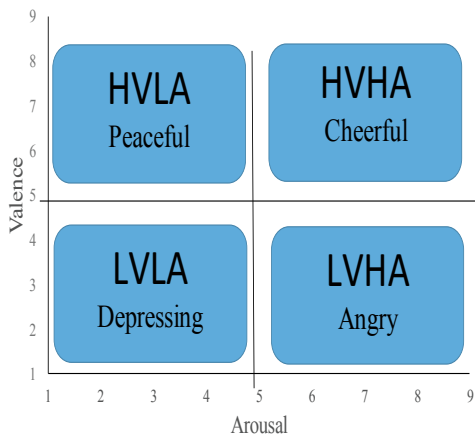 9
8
7
6
5
4
3
2
1
Valence
HVLA
Peaceful
HVHA
Cheerful
LVLA
Depressing
LVHA
Angry
1 2 3 4 5 6 7 8 9
Arousal